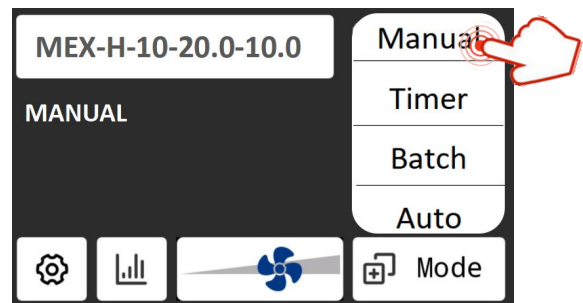 MEX-H-10-20.0-10.0
MANUAL
Manual
Timer
Batch
Auto
Mode